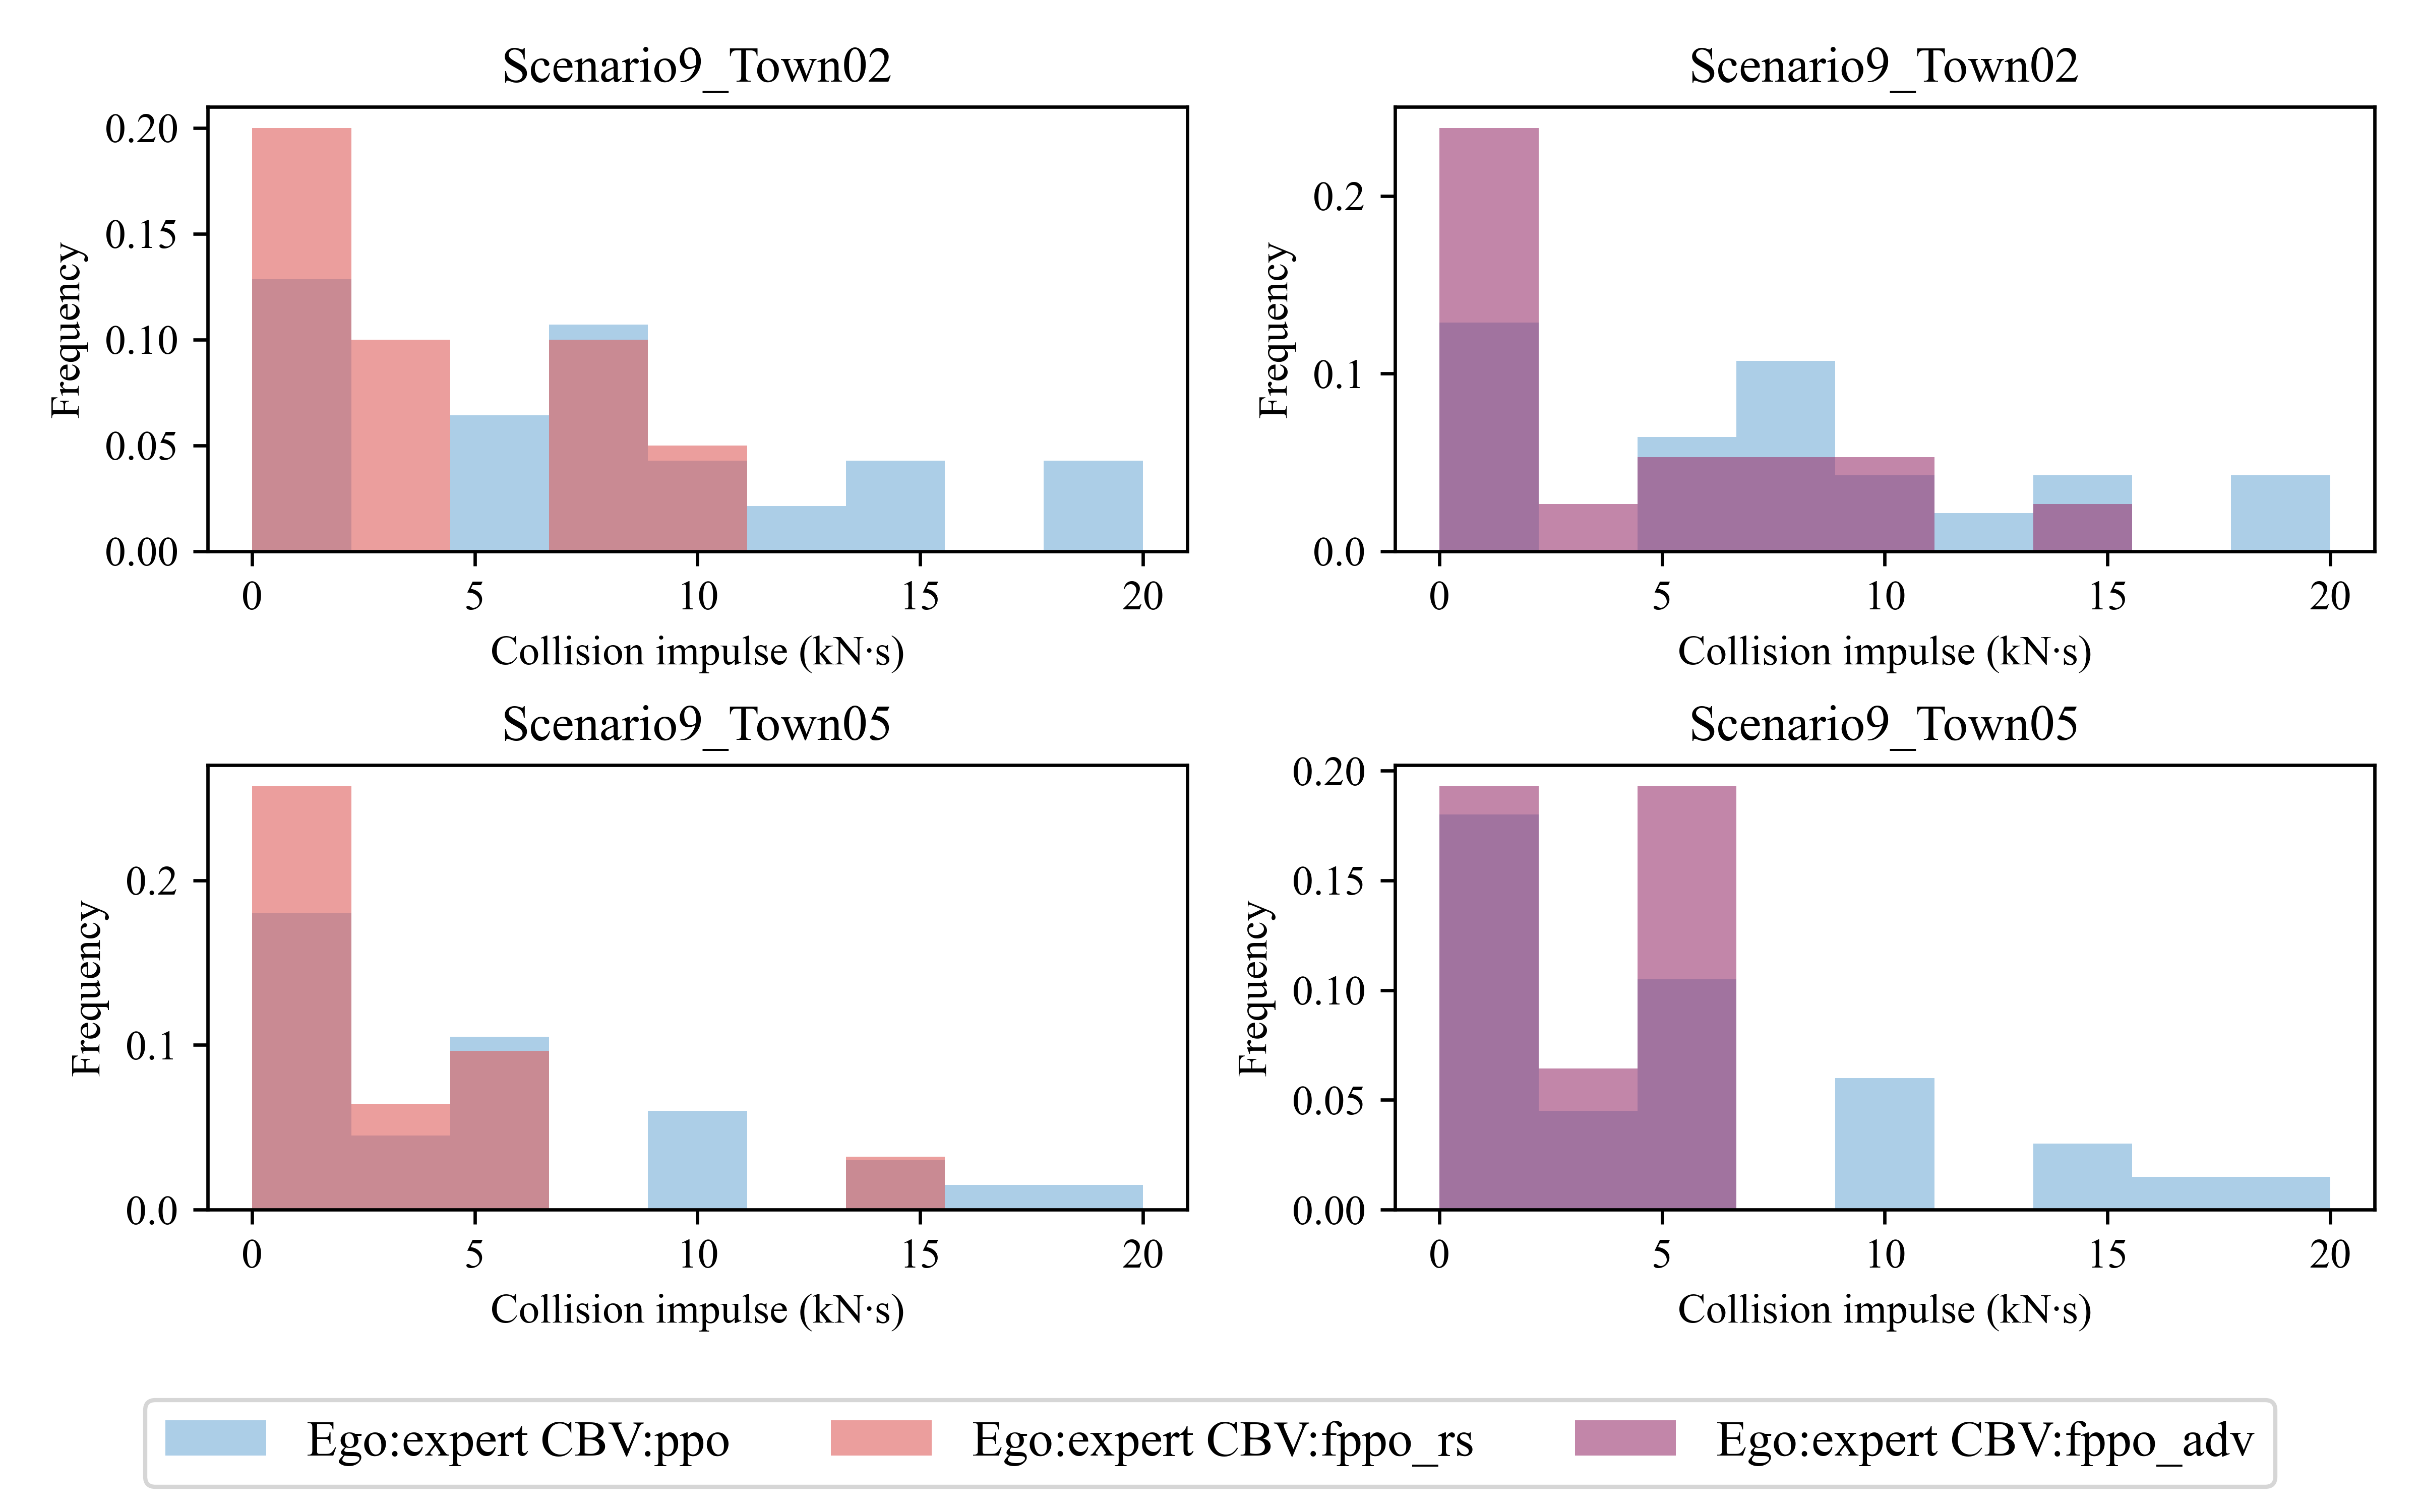 Scenario9_Town02
Frequency
0.20
0.15
0.10
0.05
0.00
0 5 10 15 20
Collision impulse (kN·s)
Scenario9_Town02
Frequency
0.2
0.1
0.0
0 5 10 15 20
Collision impulse (kN·s)
Scenario9_Town05
Frequency
0.2
0.1
0.0
0 5 10 15 20
Collision impulse (kN·s)
Scenario9_Town05
Frequency
0.20
0.15
0.10
0.05
0.00
0 5 10 15 20
Collision impulse (kN·s)
Ego:expert CBV:ppo
Ego:expert CBV:fppo_rs
Ego:expert CBV:fppo_adv